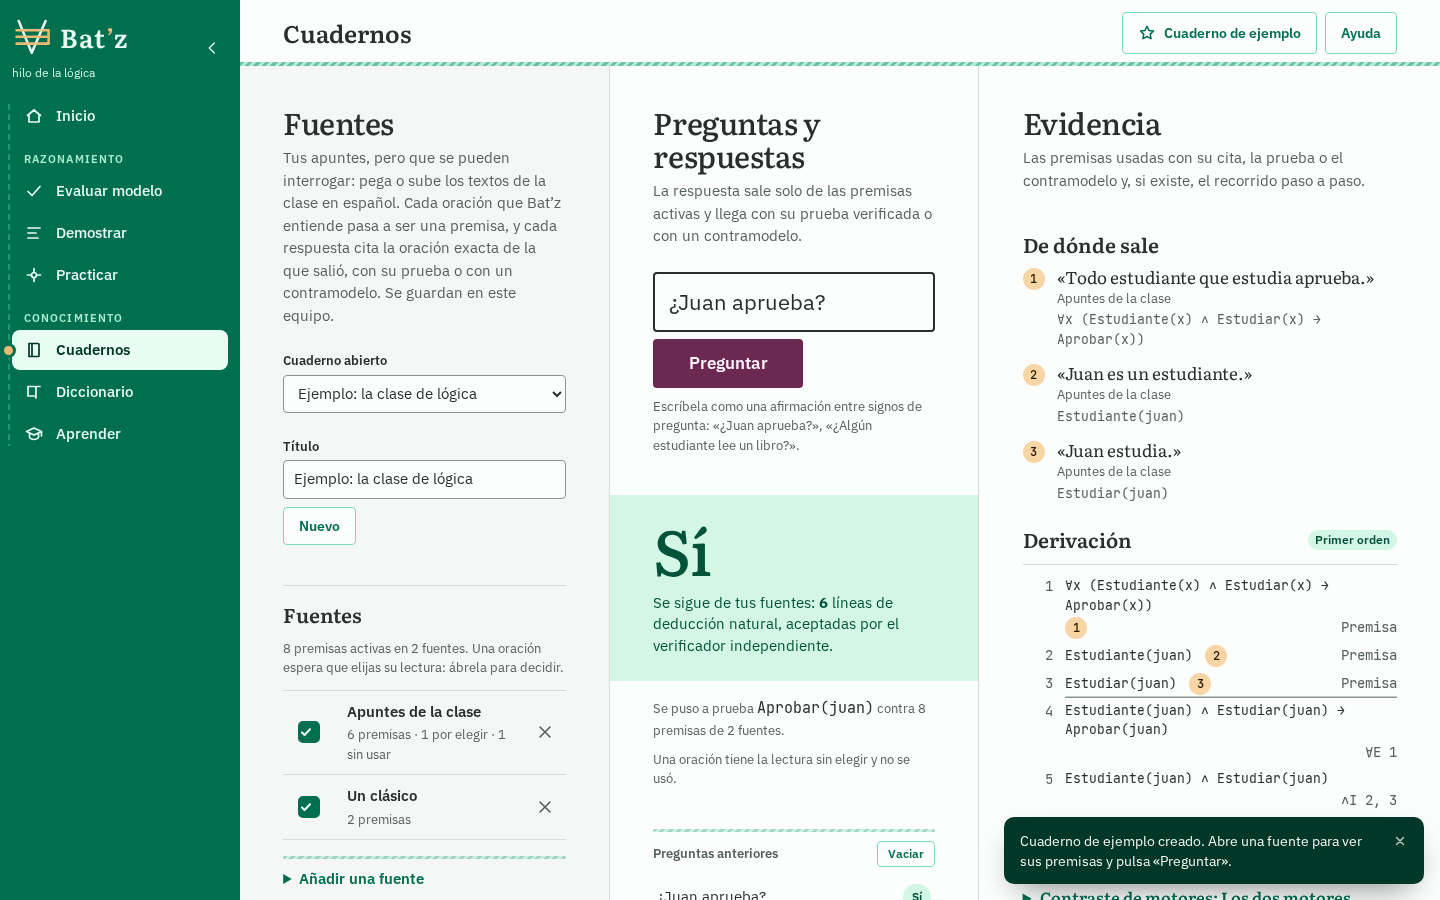 Bat’z
hilo de la lógica
Inicio
RAZONAMIENTO
Evaluar modelo
Demostrar
Practicar
CONOCIMIENTO
Cuadernos
Diccionario
Aprender
Cuadernos
Cuaderno de ejemplo
Ayuda
Fuentes
Tus apuntes, pero que se pueden
interrogar: pega o sube los textos de la
clase en español. Cada oración que Bat’z
entiende pasa a ser una premisa, y cada
respuesta cita la oración exacta de la
que salió, con su prueba o con un
contramodelo. Se guardan en este
equipo.
Cuaderno abierto
Ejemplo: la clase de lógica
Título
Ejemplo: la clase de lógica
Nuevo
Fuentes
8 premisas activas en 2 fuentes. Una oración
espera que elijas su lectura: ábrela para decidir.
Apuntes de la clase
6 premisas · 1 por elegir · 1
sin usar
Un clásico
2 premisas
Añadir una fuente
Preguntas y
respuestas
La respuesta sale solo de las premisas
activas y llega con su prueba verificada o
con un contramodelo.
¿Juan aprueba?
Preguntar
Escríbela como una afirmación entre signos de
pregunta: «¿Juan aprueba?», «¿Algún
estudiante lee un libro?».
Sí
Se sigue de tus fuentes: 6 líneas de
deducción natural, aceptadas por el
verificador independiente.
Se puso a prueba Aprobar(juan) contra 8
premisas de 2 fuentes.
Una oración tiene la lectura sin elegir y no se
usó.
Preguntas anteriores
Vaciar
¿Juan aprueba?
Sí
Evidencia
Las premisas usadas con su cita, la prueba o el
contramodelo y, si existe, el recorrido paso a paso.
De dónde sale
1 «Todo estudiante que estudia aprueba.»
Apuntes de la clase
∀x (Estudiante(x) ∧ Estudiar(x) →
Aprobar(x))
2 «Juan es un estudiante.»
Apuntes de la clase
Estudiante(juan)
3 «Juan estudia.»
Apuntes de la clase
Estudiar(juan)
Derivación
Primer orden
1 ∀x (Estudiante(x) ∧ Estudiar(x) →
Aprobar(x))
1 Premisa
2 Estudiante(juan) 2 Premisa
3 Estudiar(juan) 3 Premisa
4 Estudiante(juan) ∧ Estudiar(juan) →
Aprobar(juan)
∀E 1
5 Estudiante(juan) ∧ Estudiar(juan)
∧I 2, 3
Cuaderno de ejemplo creado. Abre una fuente para ver
sus premisas y pulsa «Preguntar».
Contraste de motores: Los dos motores